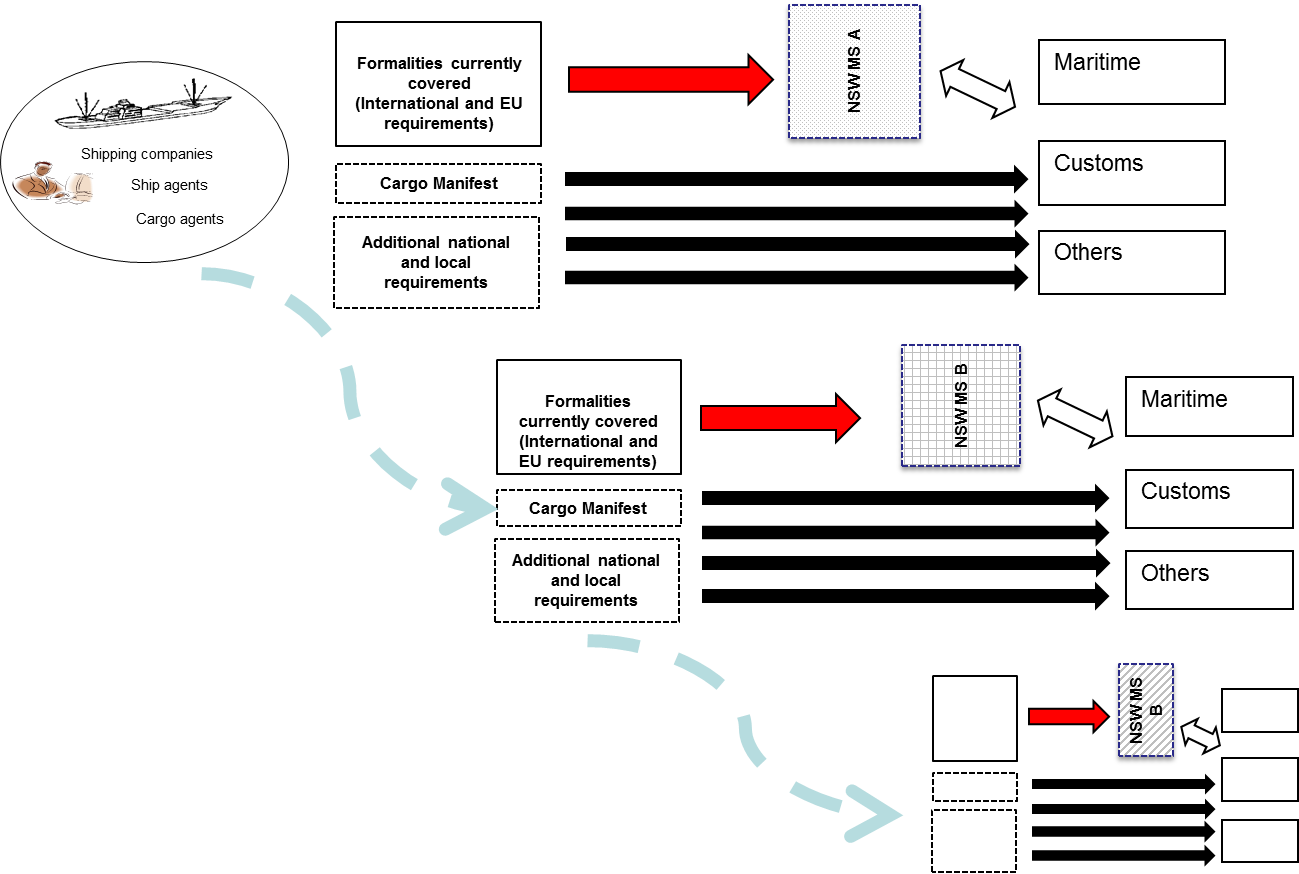 Shipping companies
Ship agents
Cargo agents
Formalities currently
covered
(International and EU
requirements)
Cargo Manifest
Additional national
and local
requirements
NSW MS A
Maritime
Customs
Others
Formalities
currently covered
(International and
EU requirements)
Cargo Manifest
Additional national
and local
requirements
NSW MS B
Maritime
Customs
Others
NSW MS
B